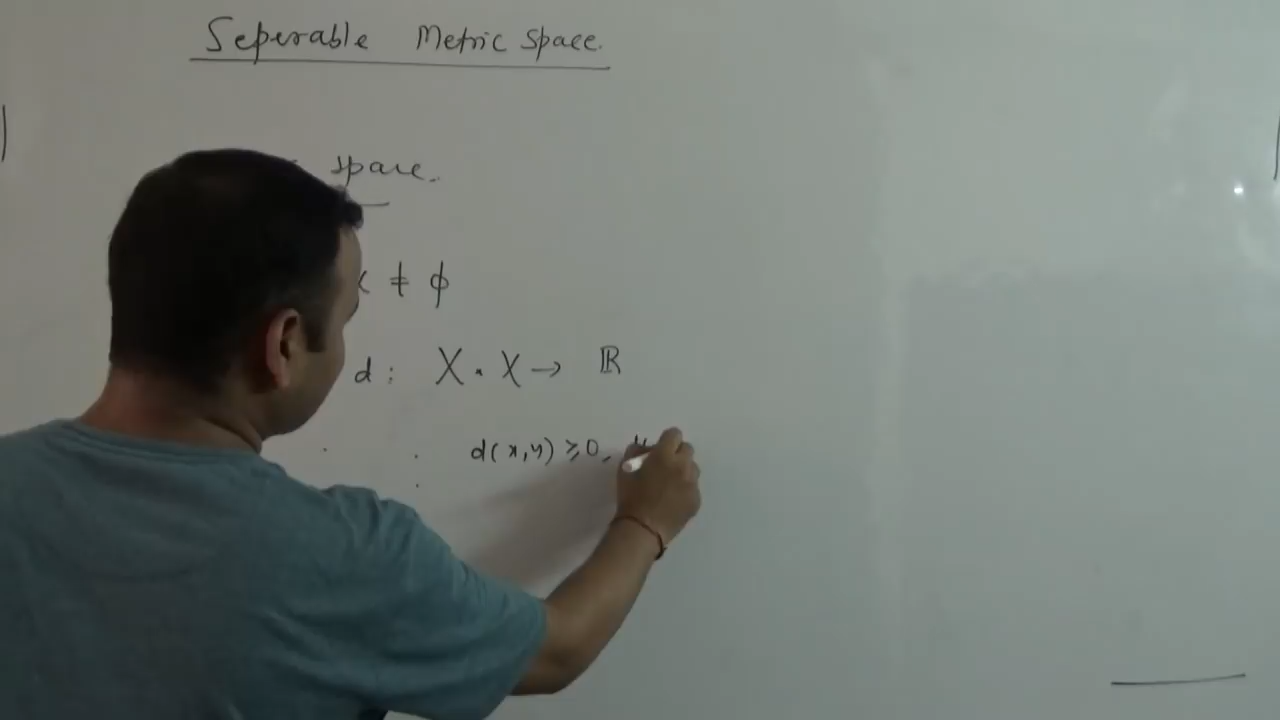 Seperable Metric Space.
space.
≠ ϕ
d : X × X → ℝ
d(x,y) ≥ 0,